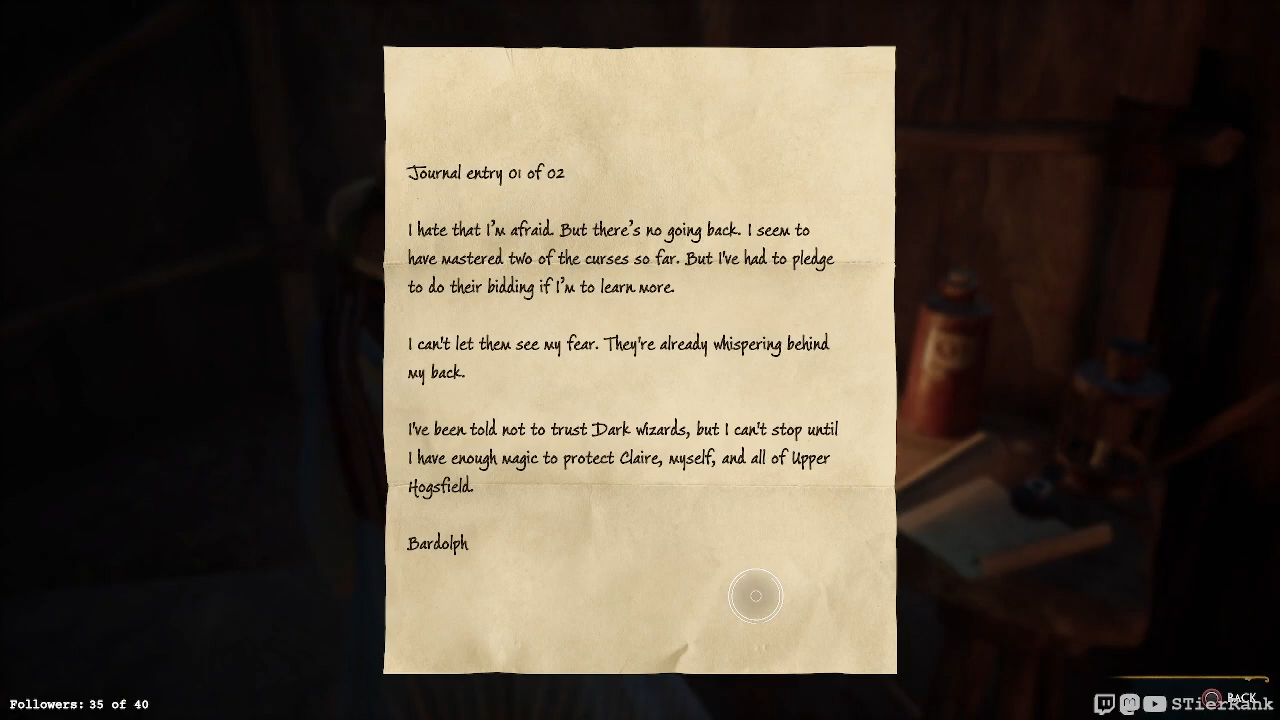 Journal entry 01 of 02
I hate that I'm afraid. But there's no going back. I seem to
have mastered two of the curses so far. But I've had to pledge
to do their bidding if I'm to learn more.
I can't let them see my fear. They're already whispering behind
my back.
I've been told not to trust Dark wizards, but I can't stop until
I have enough magic to protect Claire, myself, and all of Upper
Hogsfield.
Bardolph
Followers: 35 of 40
BACK
STierRank